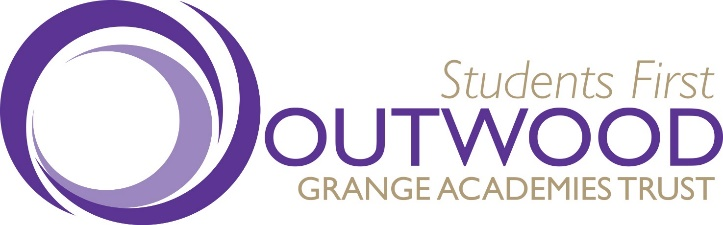 Students First
OUTWOOD
GRANGE ACADEMIES TRUST